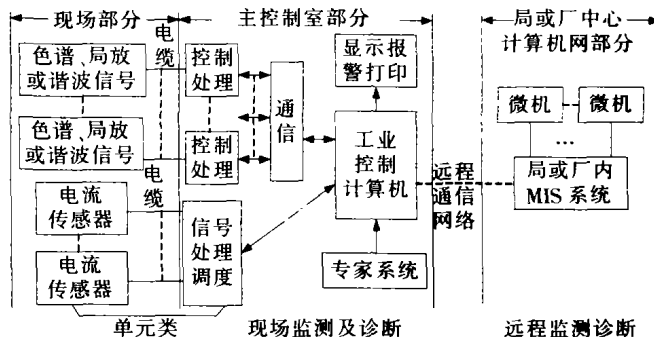 现场部分
主控制室部分
局或厂中心
计算机网部分
电缆
色谱、局放
或谐波信号
控制
处理
显示报
警打印
微机
微机
通信
...
色谱、局放
或谐波信号
控制
处理
工业
控制
计算机
远程
通信
网络
局或厂内
MIS 系统
电缆
电流
传感器
信号
处理
调度
电流
传感器
专家系统
单元类
现场监测及诊断
远程监测诊断